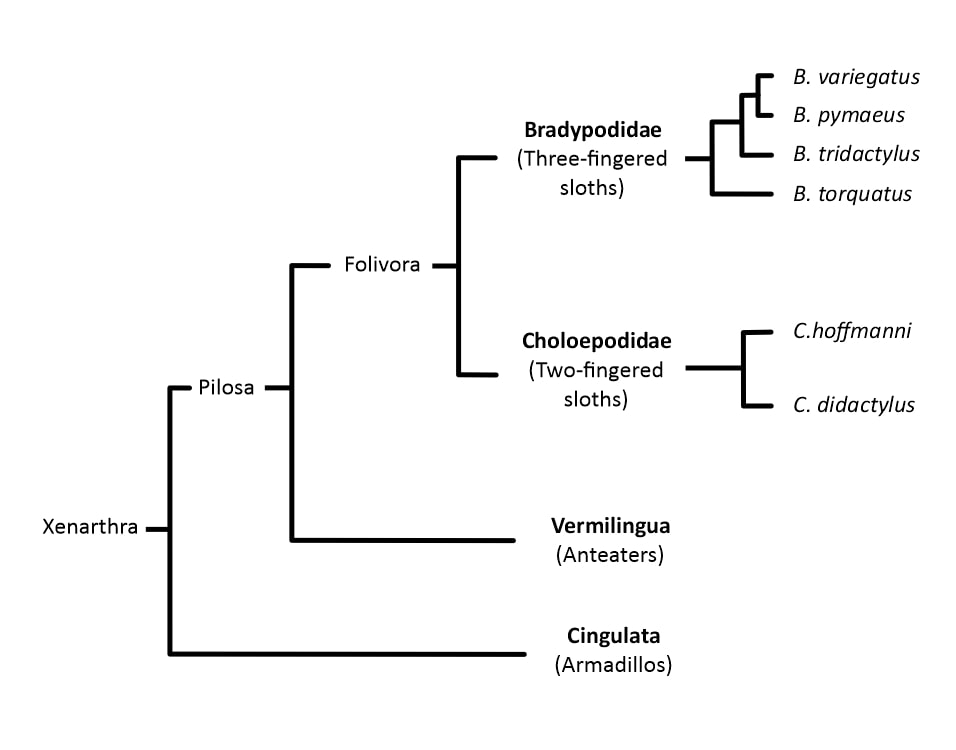 B. variegatus
B. pymaeus
B. tridactylus
B. torquatus
Bradypodidae
(Three-fingered
sloths)
Folivora
Choloepodidae
(Two-fingered
sloths)
C.hoffmanni
C. didactylus
Pilosa
Xenarthra
Vermilingua
(Anteaters)
Cingulata
(Armadillos)